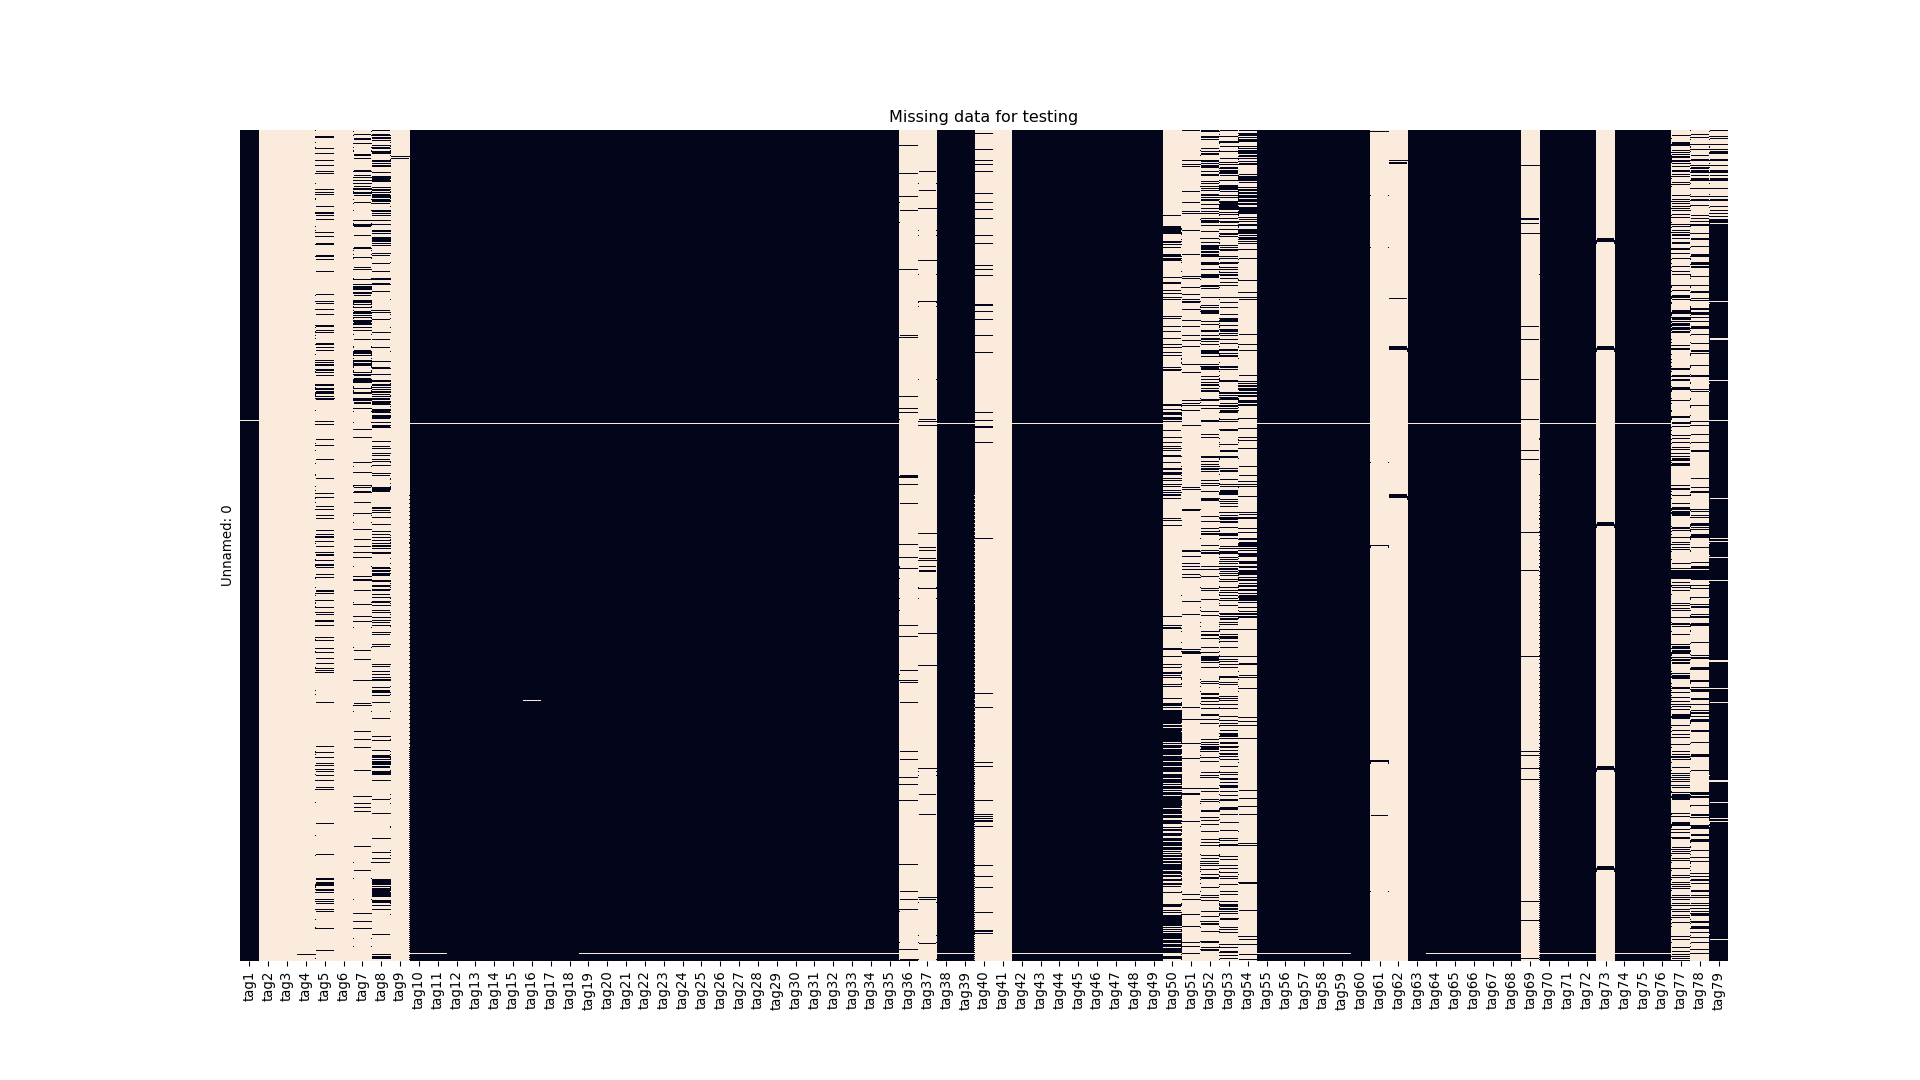 Missing data for testing
Unnamed: 0
tag1
tag2
tag3
tag4
tag5
tag6
tag7
tag8
tag9
tag10
tag11
tag12
tag13
tag14
tag15
tag16
tag17
tag18
tag19
tag20
tag21
tag22
tag23
tag24
tag25
tag26
tag27
tag28
tag29
tag30
tag31
tag32
tag33
tag34
tag35
tag36
tag37
tag38
tag39
tag40
tag41
tag42
tag43
tag44
tag45
tag46
tag47
tag48
tag49
tag50
tag51
tag52
tag53
tag54
tag55
tag56
tag57
tag58
tag59
tag60
tag61
tag62
tag63
tag64
tag65
tag66
tag67
tag68
tag69
tag70
tag71
tag72
tag73
tag74
tag75
tag76
tag77
tag78
tag79